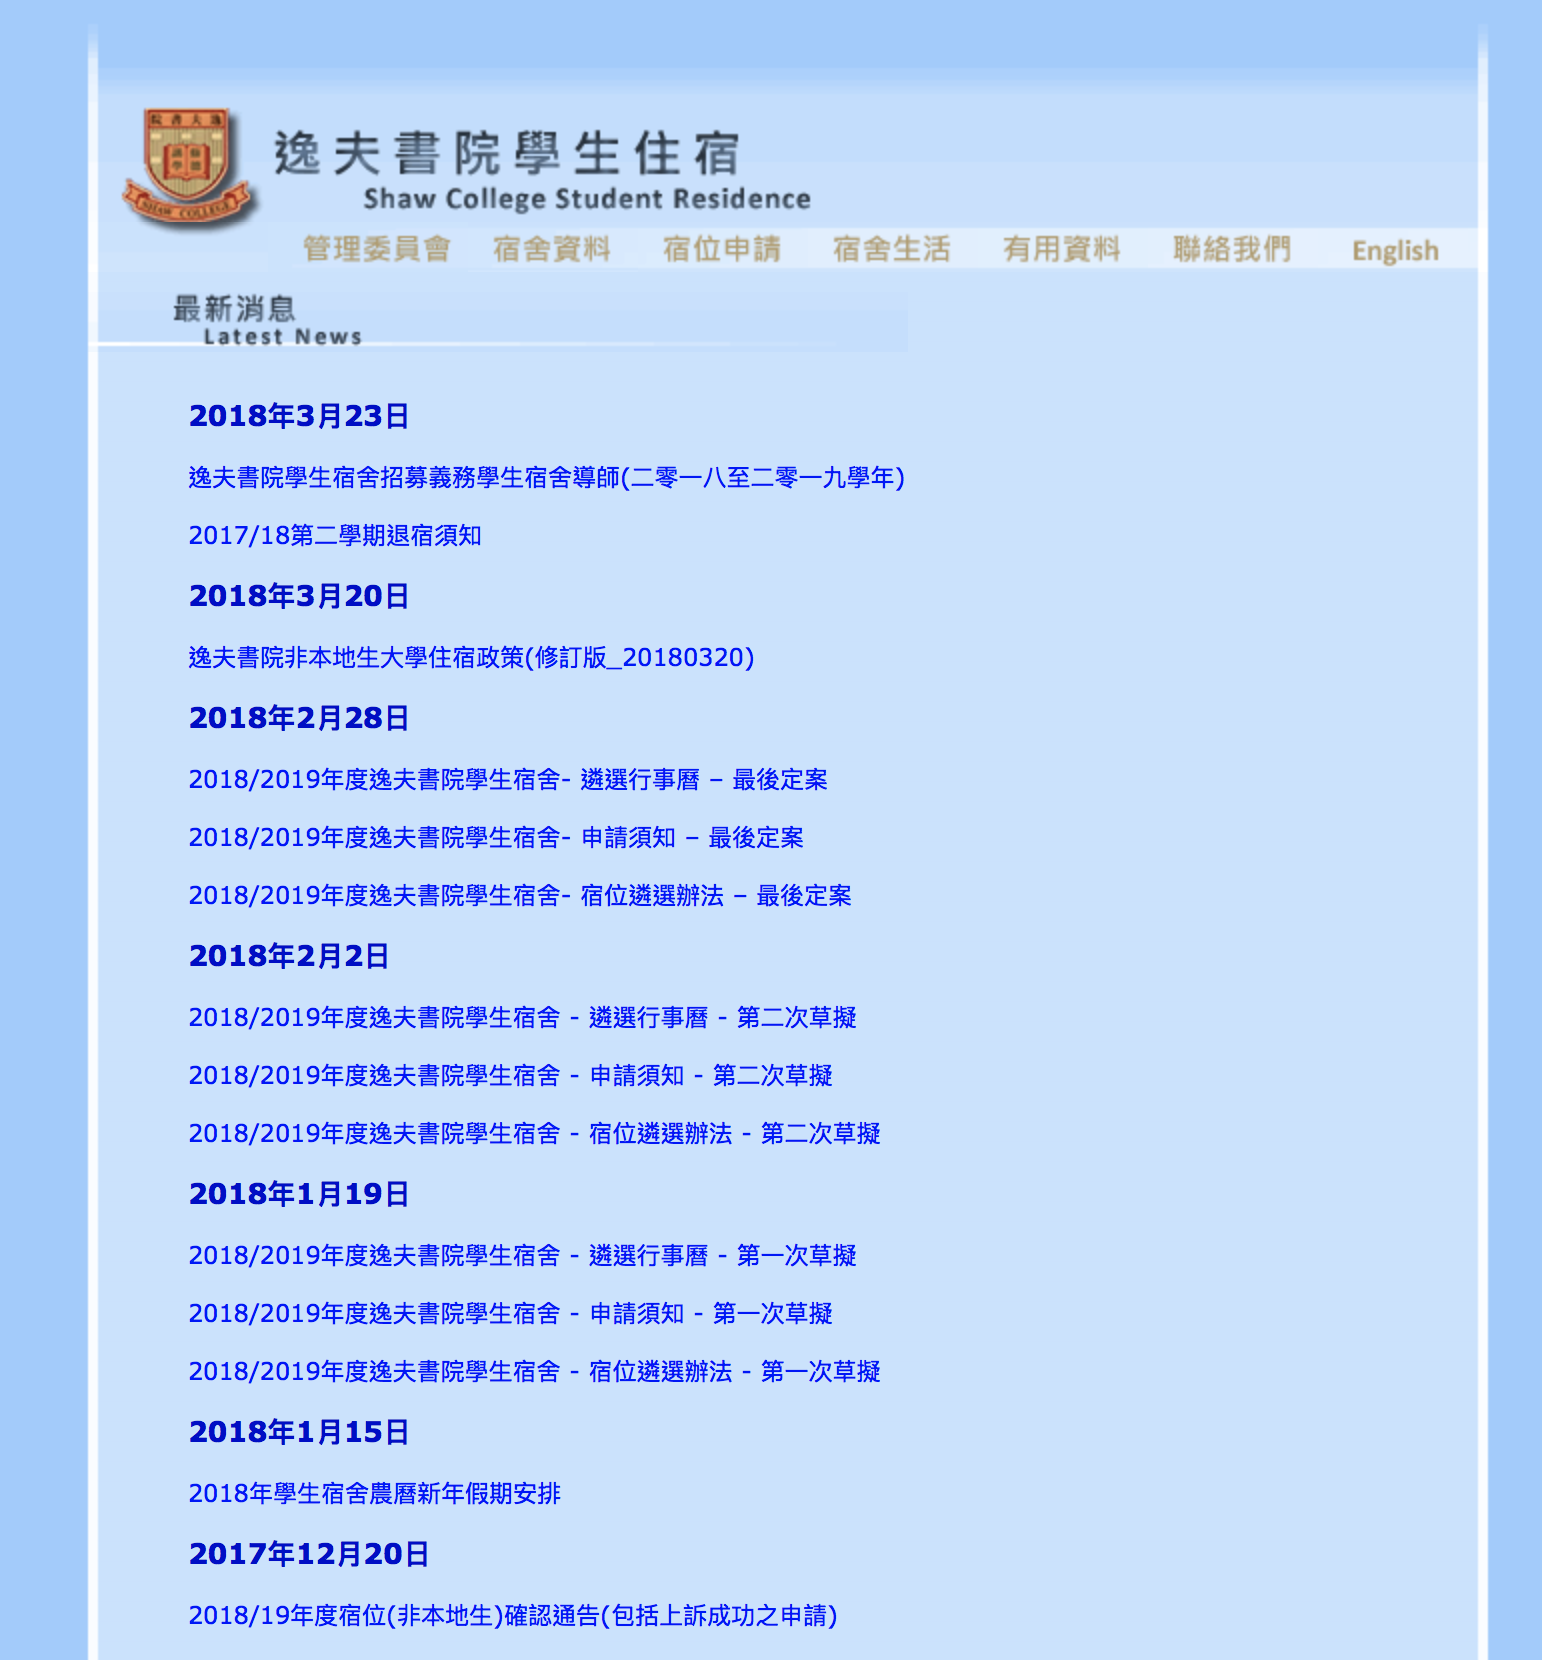 逸夫書院學生住宿
Shaw College Student Residence
SHAW COLLEGE
管理委員會 宿舍資料 宿位申請 宿舍生活 有用資料 聯絡我們 English
最新消息
Latest News
2018年3月23日
逸夫書院學生宿舍招募義務學生宿舍導師(二零一八至二零一九學年)
2017/18第二學期退宿須知
2018年3月20日
逸夫書院非本地生大學住宿政策(修訂版_20180320)
2018年2月28日
2018/2019年度逸夫書院學生宿舍- 遴選行事曆 – 最後定案
2018/2019年度逸夫書院學生宿舍- 申請須知 – 最後定案
2018/2019年度逸夫書院學生宿舍- 宿位遴選辦法 – 最後定案
2018年2月2日
2018/2019年度逸夫書院學生宿舍 - 遴選行事曆 - 第二次草擬
2018/2019年度逸夫書院學生宿舍 - 申請須知 - 第二次草擬
2018/2019年度逸夫書院學生宿舍 - 宿位遴選辦法 - 第二次草擬
2018年1月19日
2018/2019年度逸夫書院學生宿舍 - 遴選行事曆 - 第一次草擬
2018/2019年度逸夫書院學生宿舍 - 申請須知 - 第一次草擬
2018/2019年度逸夫書院學生宿舍 - 宿位遴選辦法 - 第一次草擬
2018年1月15日
2018年學生宿舍農曆新年假期安排
2017年12月20日
2018/19年度宿位(非本地生)確認通告(包括上訴成功之申請)